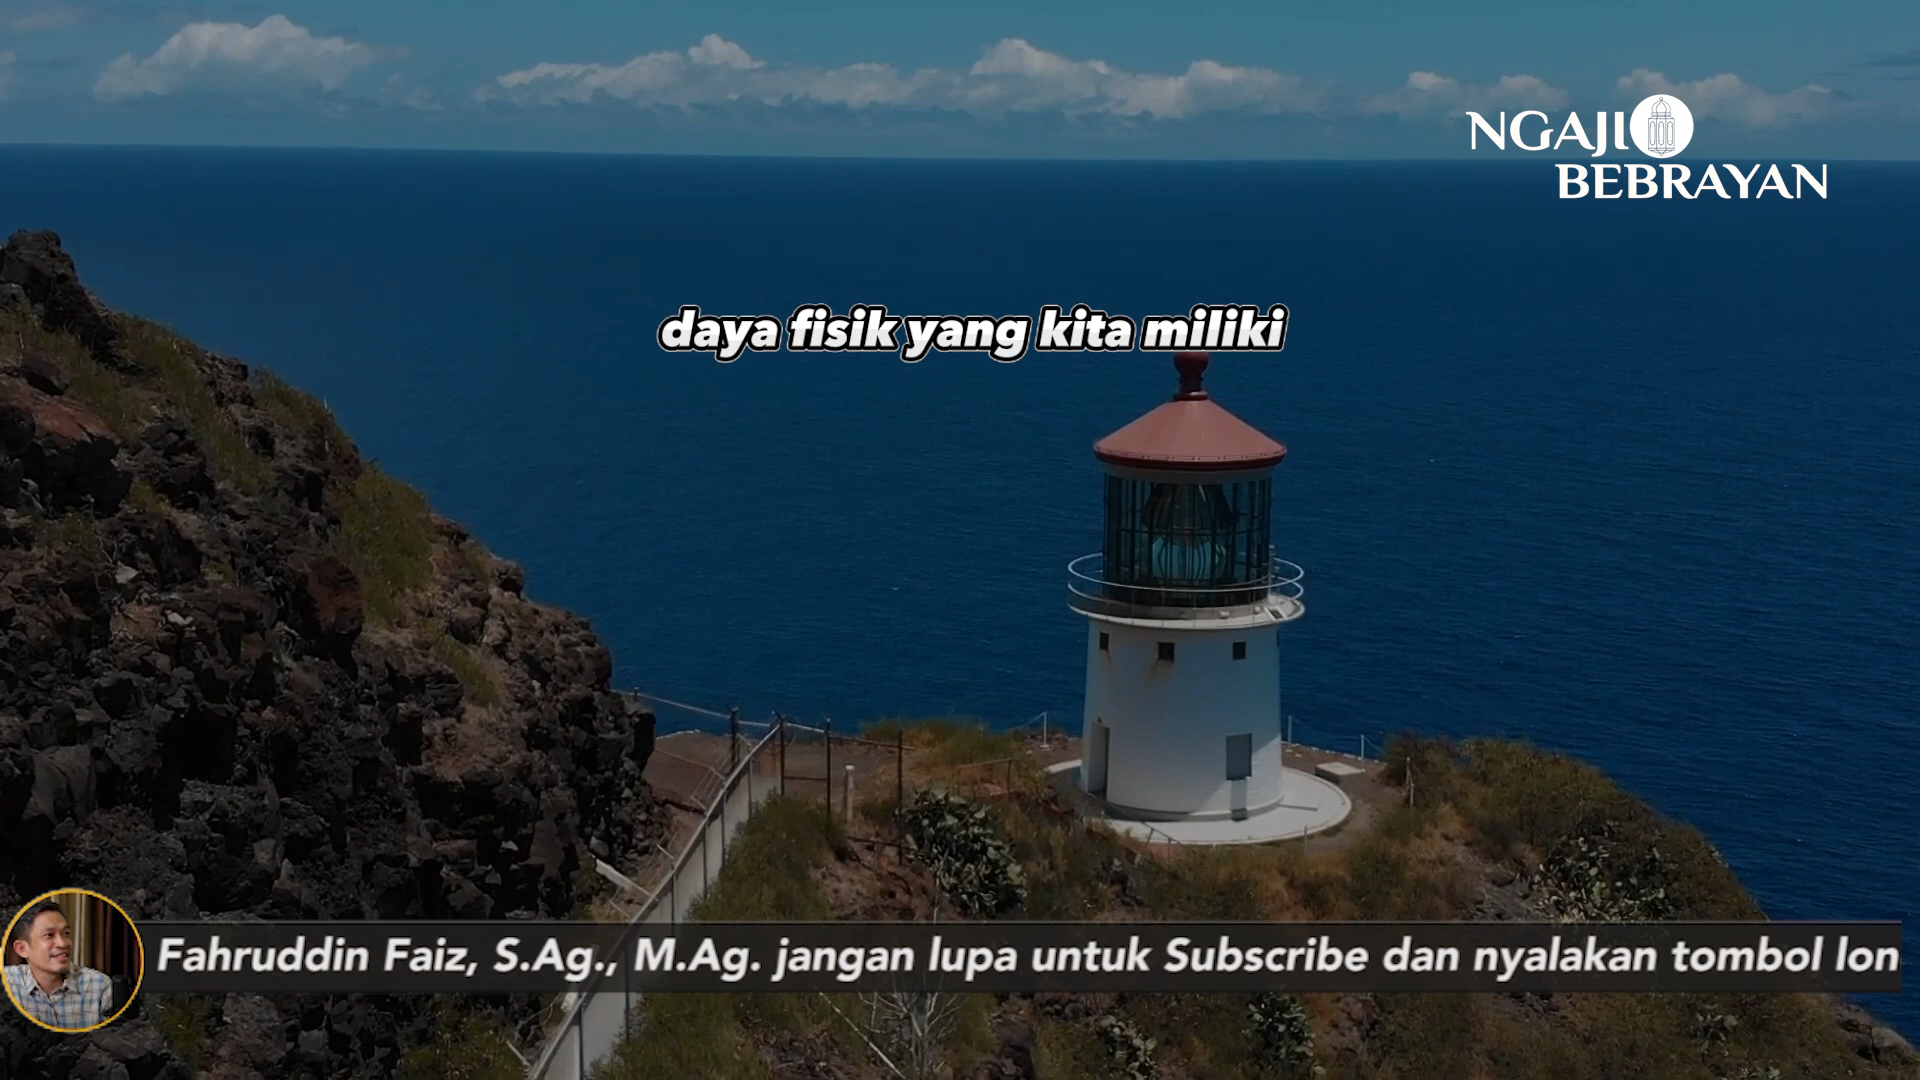 NGAJI
BEBRAYAN
daya fisik yang kita miliki
Fahruddin Faiz, S.Ag., M.Ag. jangan lupa untuk Subscribe dan nyalakan tombol lon